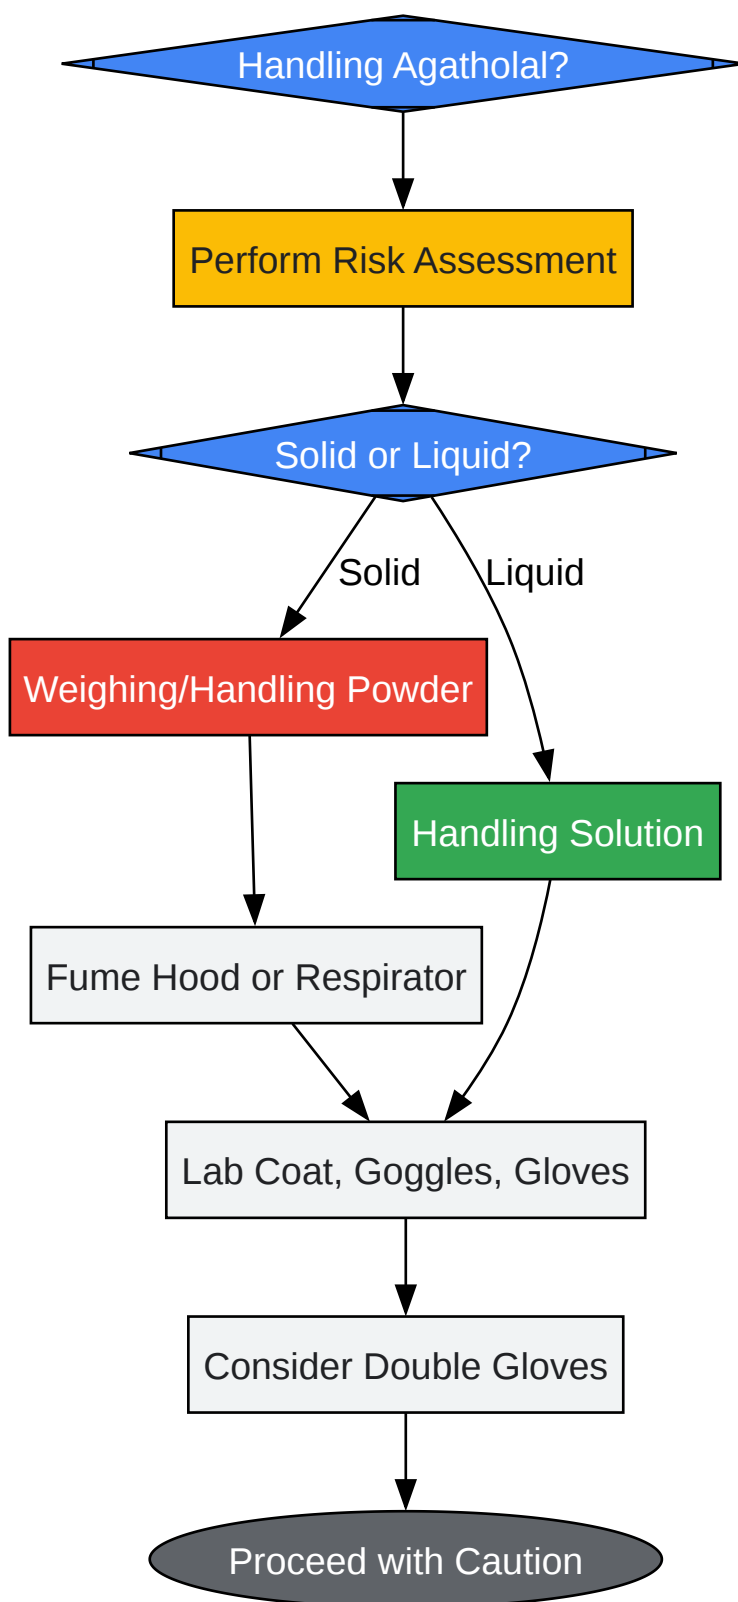 Handling Agatholal?
Perform Risk Assessment
Solid or Liquid?
Solid
Liquid
Weighing/Handling Powder
Handling Solution
Fume Hood or Respirator
Lab Coat, Goggles, Gloves
Consider Double Gloves
Proceed with Caution